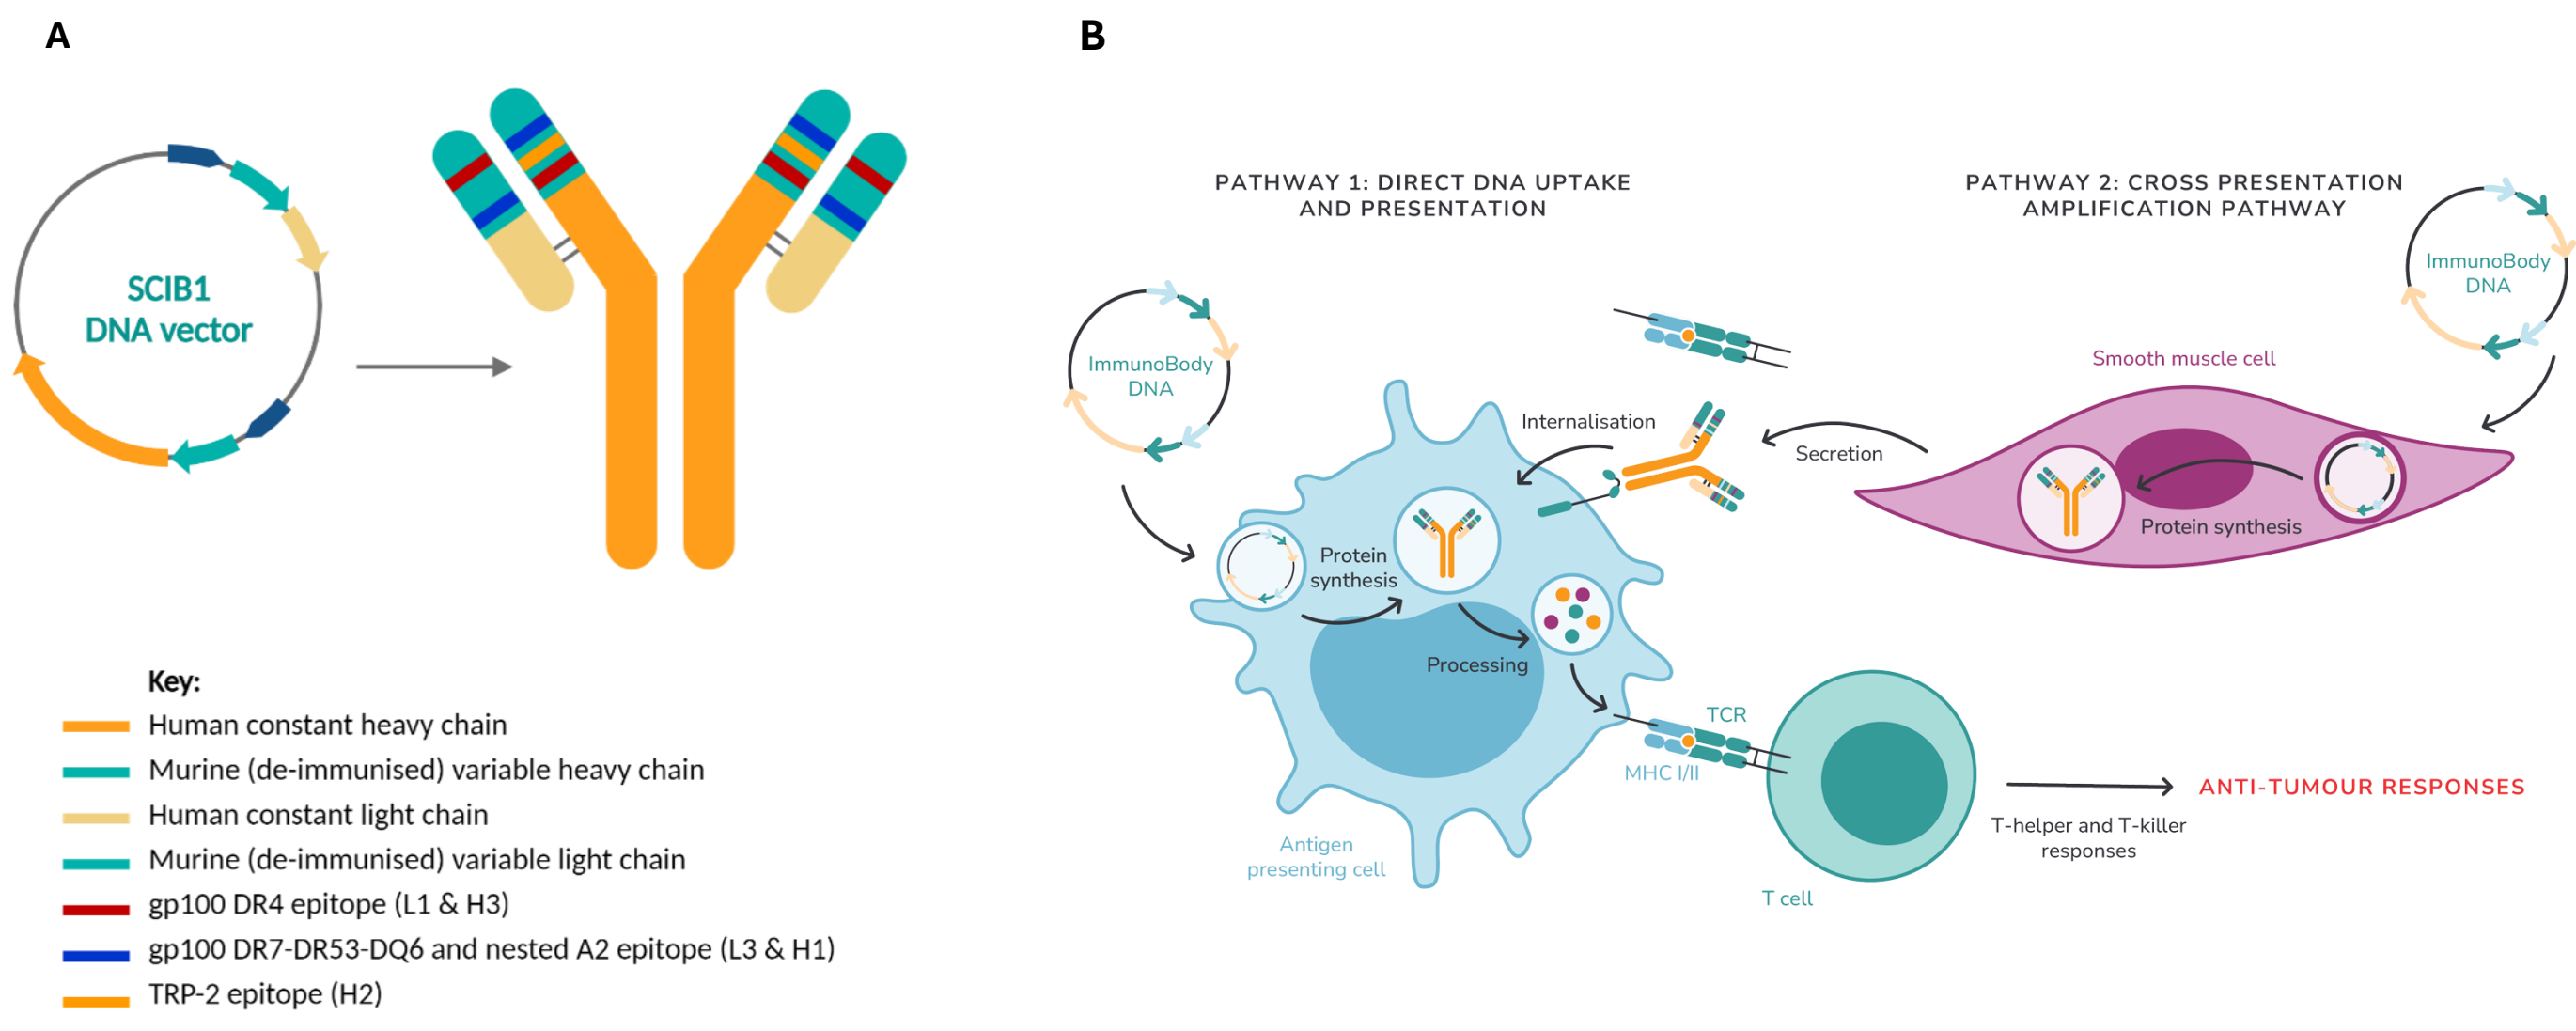 A
SCIB1
DNA vector
Key:
Human constant heavy chain
Murine (de-immunised) variable heavy chain
Human constant light chain
Murine (de-immunised) variable light chain
gp100 DR4 epitope (L1 & H3)
gp100 DR7-DR53-DQ6 and nested A2 epitope (L3 & H1)
TRP-2 epitope (H2)
B
PATHWAY 1: DIRECT DNA UPTAKE
AND PRESENTATION
PATHWAY 2: CROSS PRESENTATION
AMPLIFICATION PATHWAY
ImmunoBody
DNA
ImmunoBody
DNA
Smooth muscle cell
Internalisation
Secretion
Protein synthesis
Protein
synthesis
Processing
TCR
MHC I/II
Antigen
presenting cell
T cell
ANTI-TUMOUR RESPONSES
T-helper and T-killer
responses